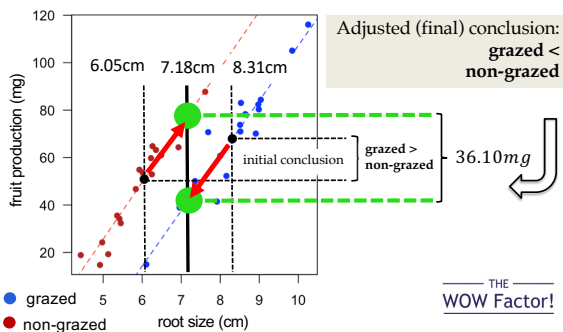 Adjusted (final) conclusion:
grazed <
non-grazed
6.05cm
7.18cm
8.31cm
fruit production (mg)
120
100
80
60
40
20
initial conclusion
grazed >
non-grazed
36.10mg
4
5
6
7
8
9
10
root size (cm)
grazed
non-grazed
THE
WOW Factor!